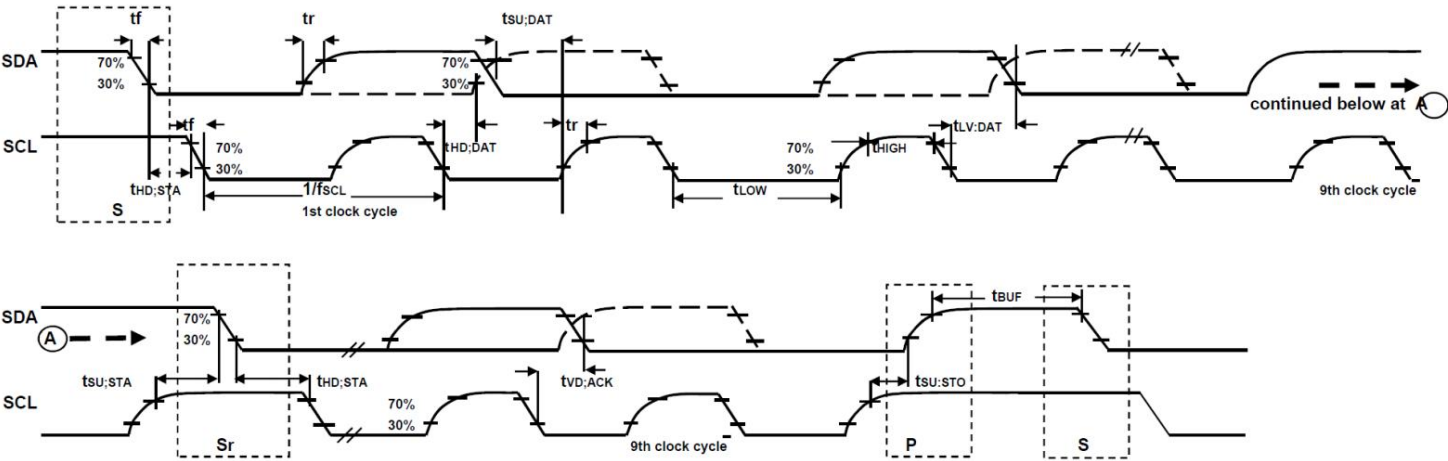 tf tr tSU;DAT
SDA 70% 70%
30% 30%
continued below at A
tf tr tLV:DAT
SCL 70% tHD;DAT 70% tHIGH
30% 30%
tHD;STA 1/fSCL tLOW 9th clock cycle
S 1st clock cycle
tBUF
SDA 70%
A 30%
tSU;STA tHD;STA tVD;ACK tSU:STO
SCL 70%
30%
Sr 9th clock cycle P S